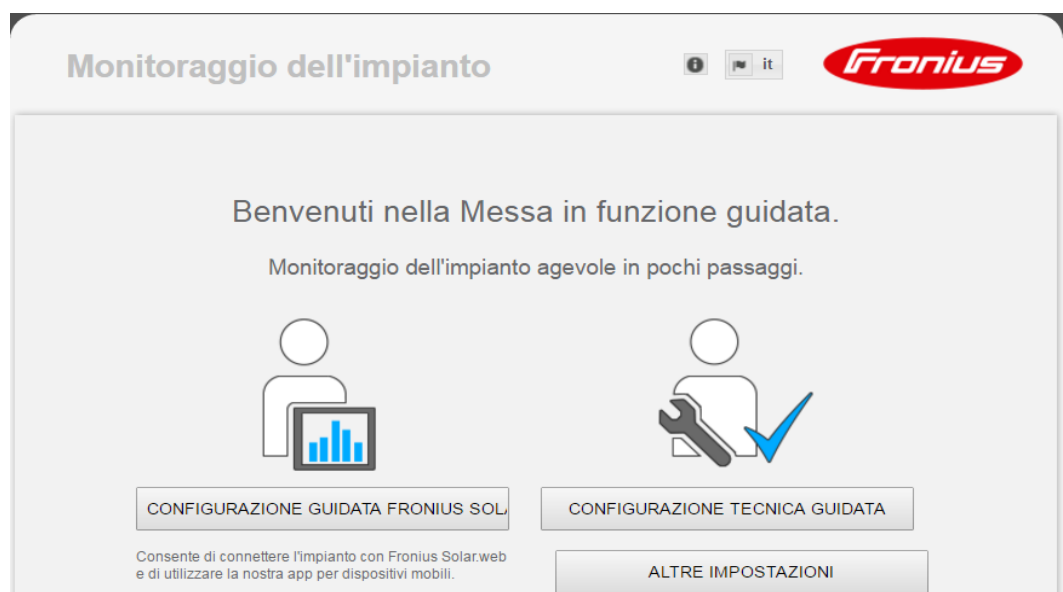 Monitoraggio dell'impianto
it
Fronius
Benvenuti nella Messa in funzione guidata.
Monitoraggio dell'impianto agevole in pochi passaggi.
CONFIGURAZIONE GUIDATA FRONIUS SOL
CONFIGURAZIONE TECNICA GUIDATA
Consente di connettere l'impianto con Fronius Solar.web
e di utilizzare la nostra app per dispositivi mobili.
ALTRE IMPOSTAZIONI